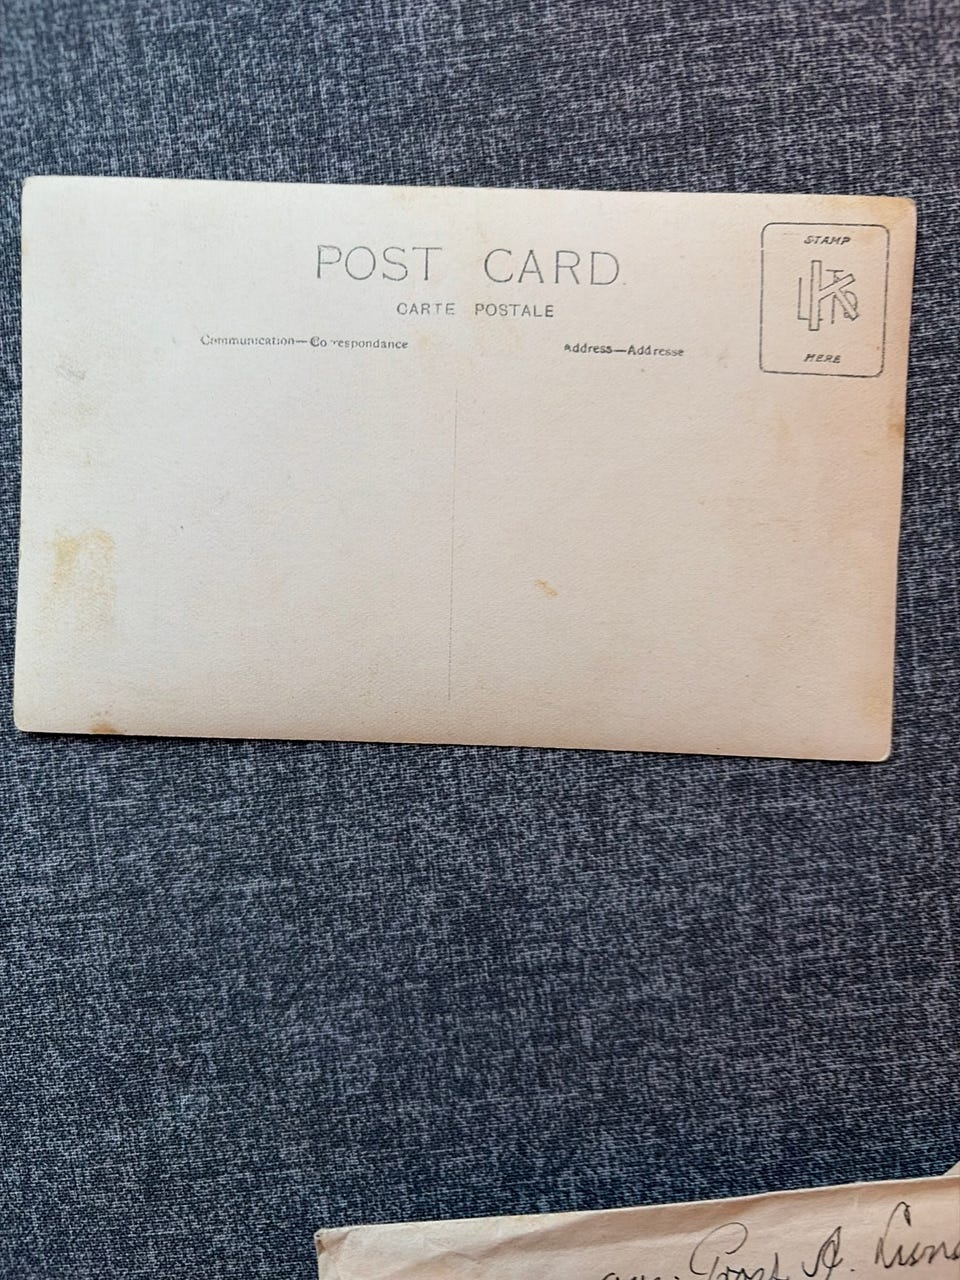 POST CARD
CARTE POSTALE
Communication—Correspondance
Address—Addresse
STAMP
HERE
A.